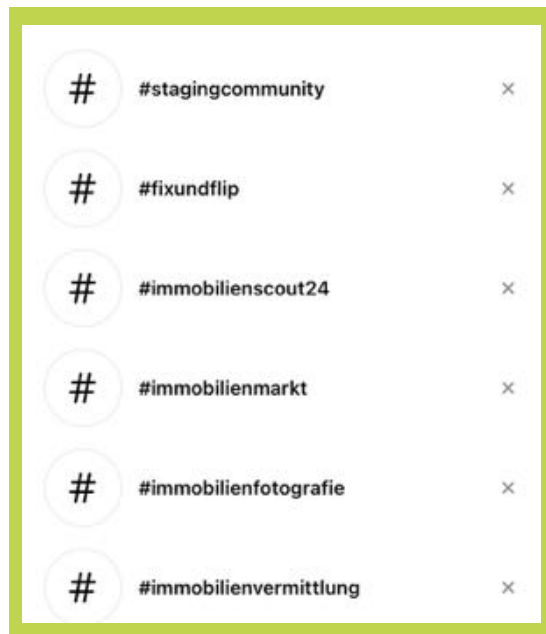 # #stagingcommunity ×
# #fixundflip ×
# #immobilienscout24 ×
# #immobilienmarkt ×
# #immobilienfotografie ×
# #immobilienvermittlung ×